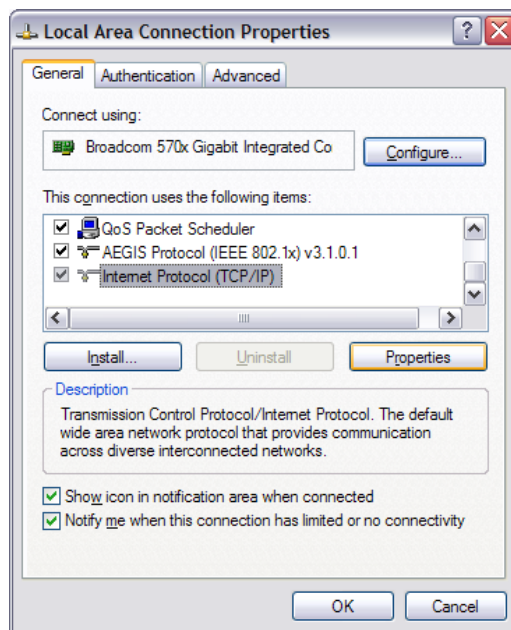 Local Area Connection Properties
General Authentication Advanced
Connect using:
Broadcom 570x Gigabit Integrated Co
Configure...
This connection uses the following items:
QoS Packet Scheduler
AEGIS Protocol (IEEE 802.1x) v3.1.0.1
Internet Protocol (TCP/IP)
Install... Uninstall Properties
Description
Transmission Control Protocol/Internet Protocol. The default
wide area network protocol that provides communication
across diverse interconnected networks.
Show icon in notification area when connected
Notify me when this connection has limited or no connectivity
OK Cancel